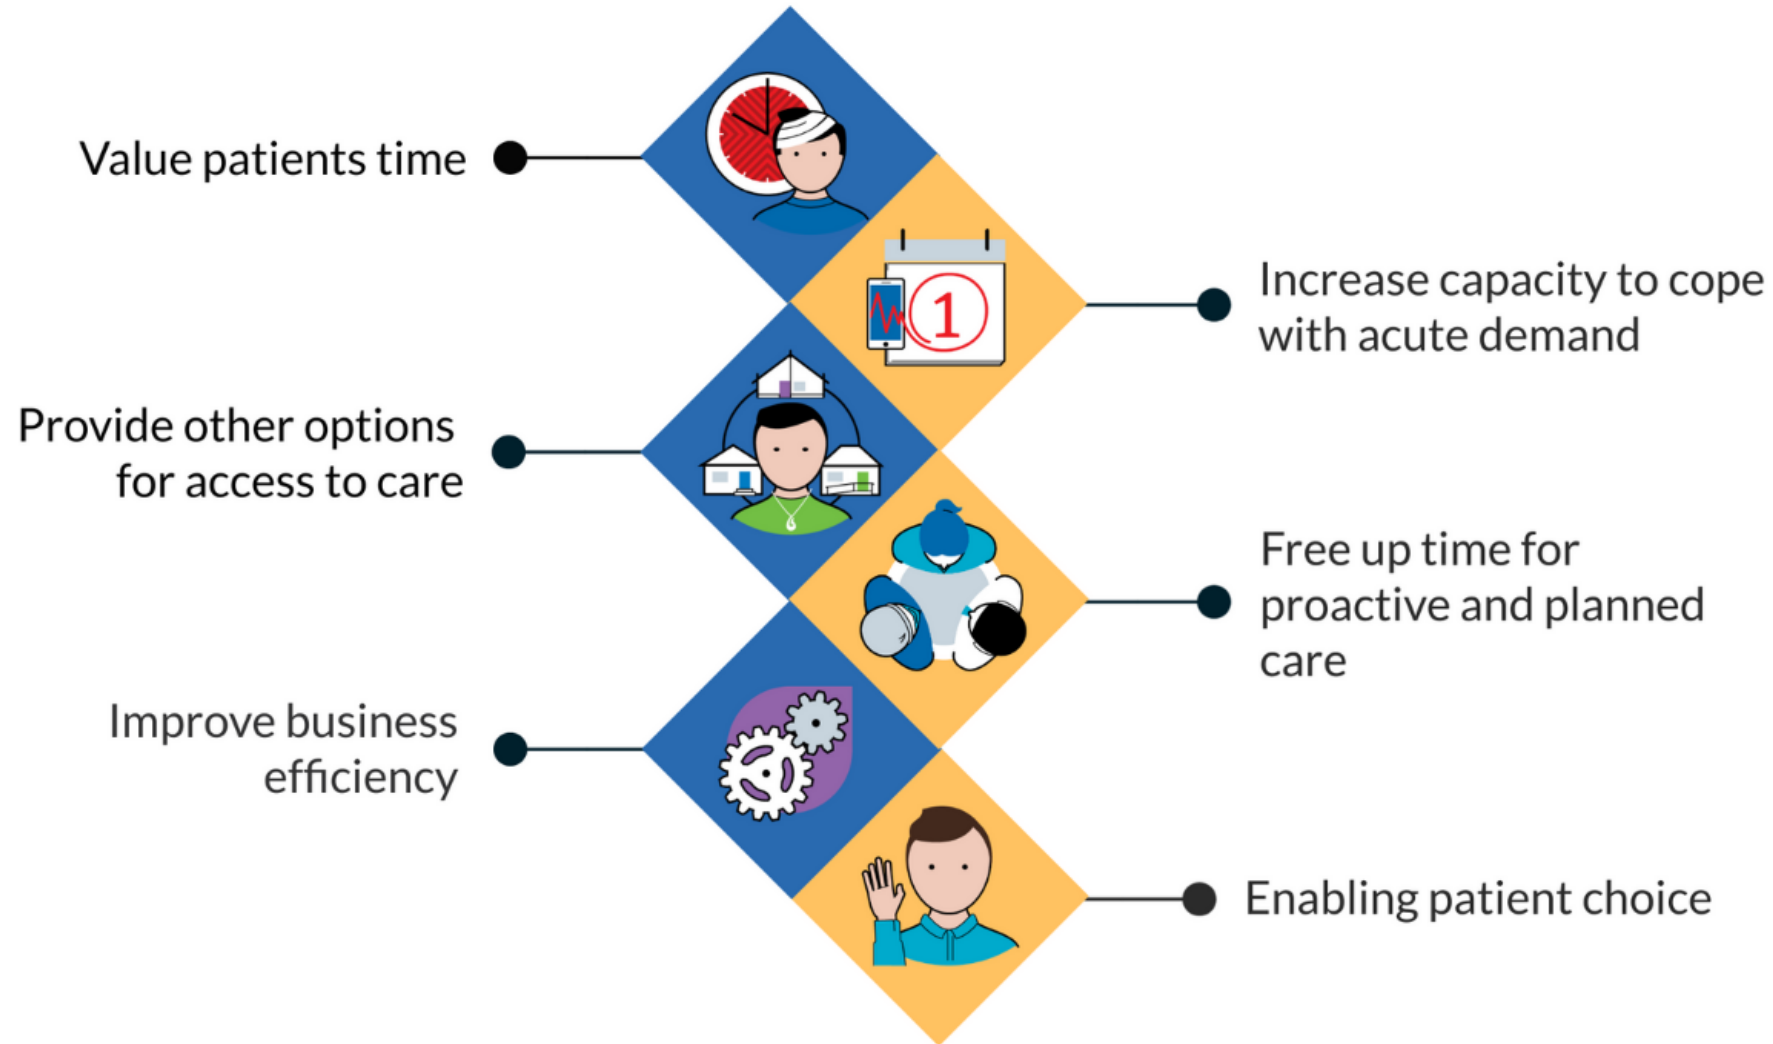 Value patients time
1
Increase capacity to cope
with acute demand
Provide other options
for access to care
Free up time for
proactive and planned
care
Improve business
efficiency
Enabling patient choice